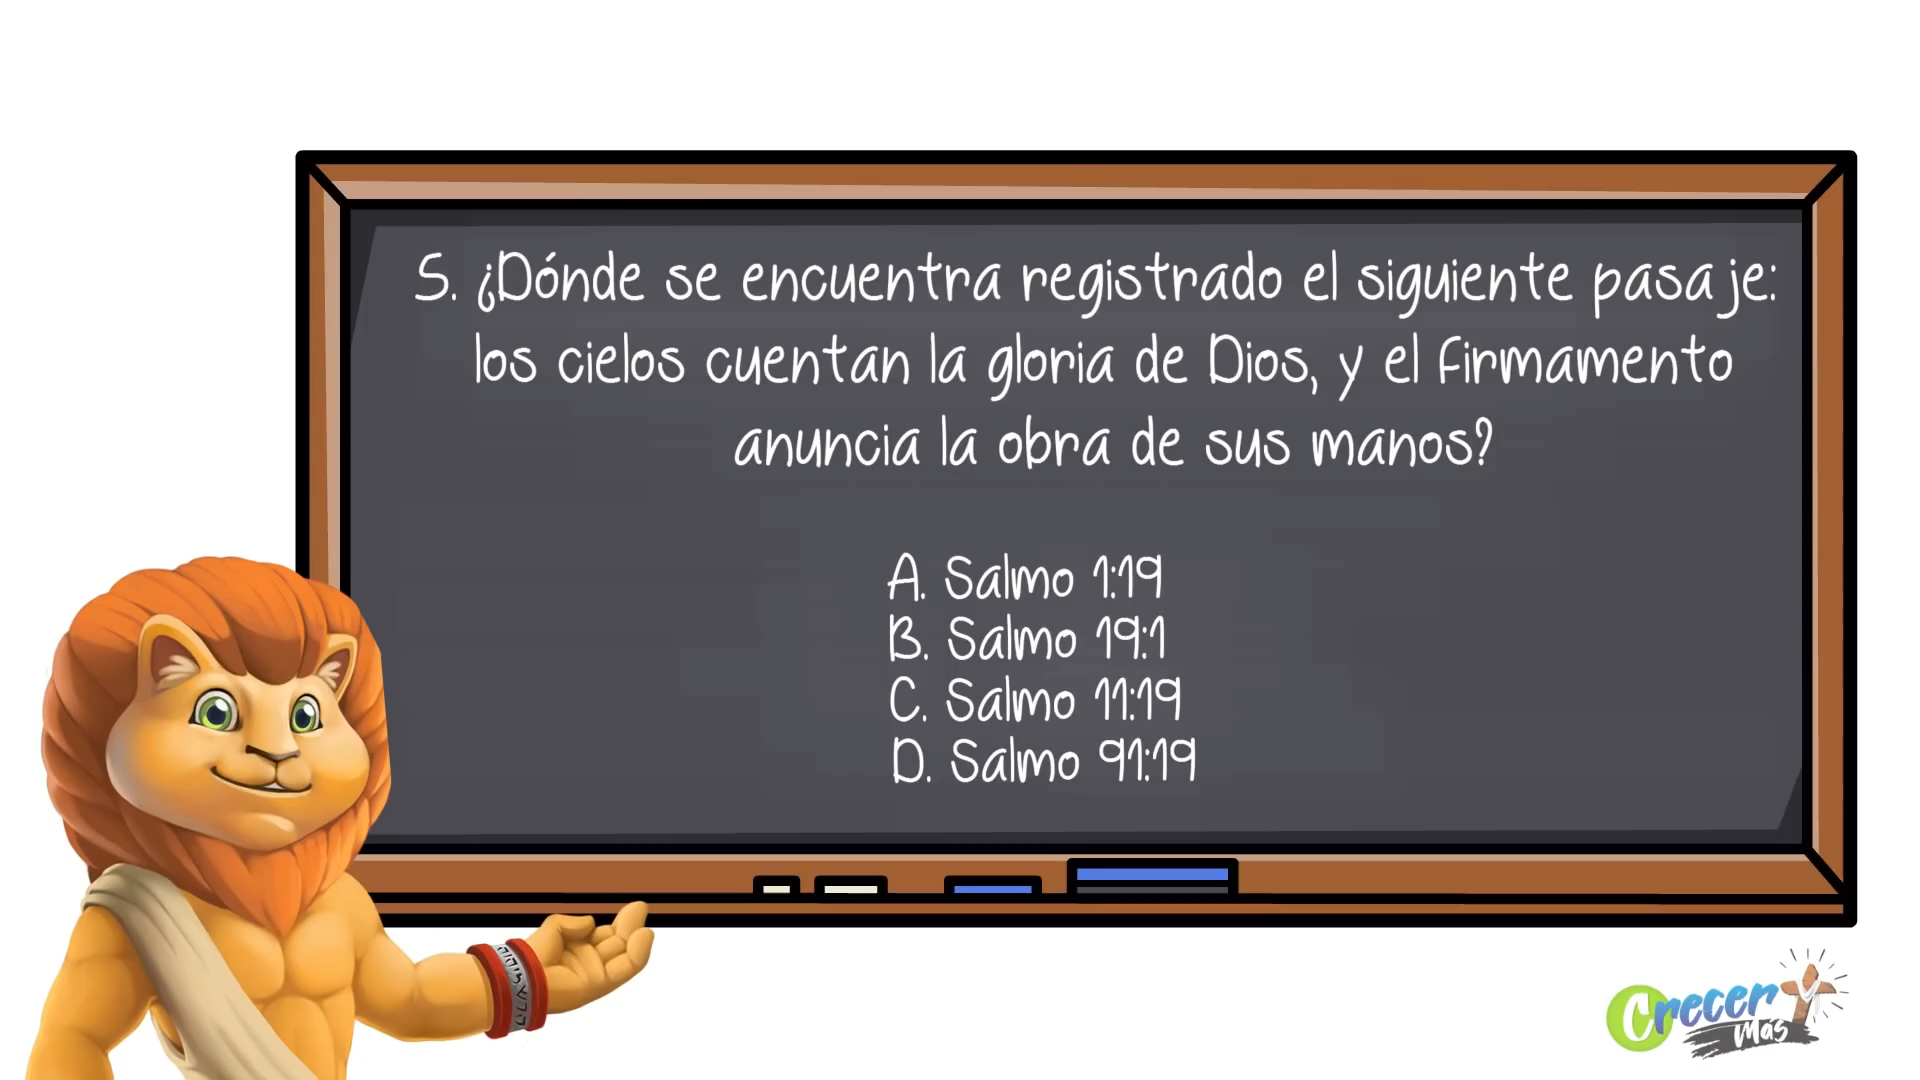 5. ¿Dónde se encuentra registrado el siguiente pasaje:
los cielos cuentan la gloria de Dios, y el firmamento
anuncia la obra de sus manos?
A. Salmo 1:19
B. Salmo 19:1
C. Salmo 11:19
D. Salmo 91:19
Crecer y
más